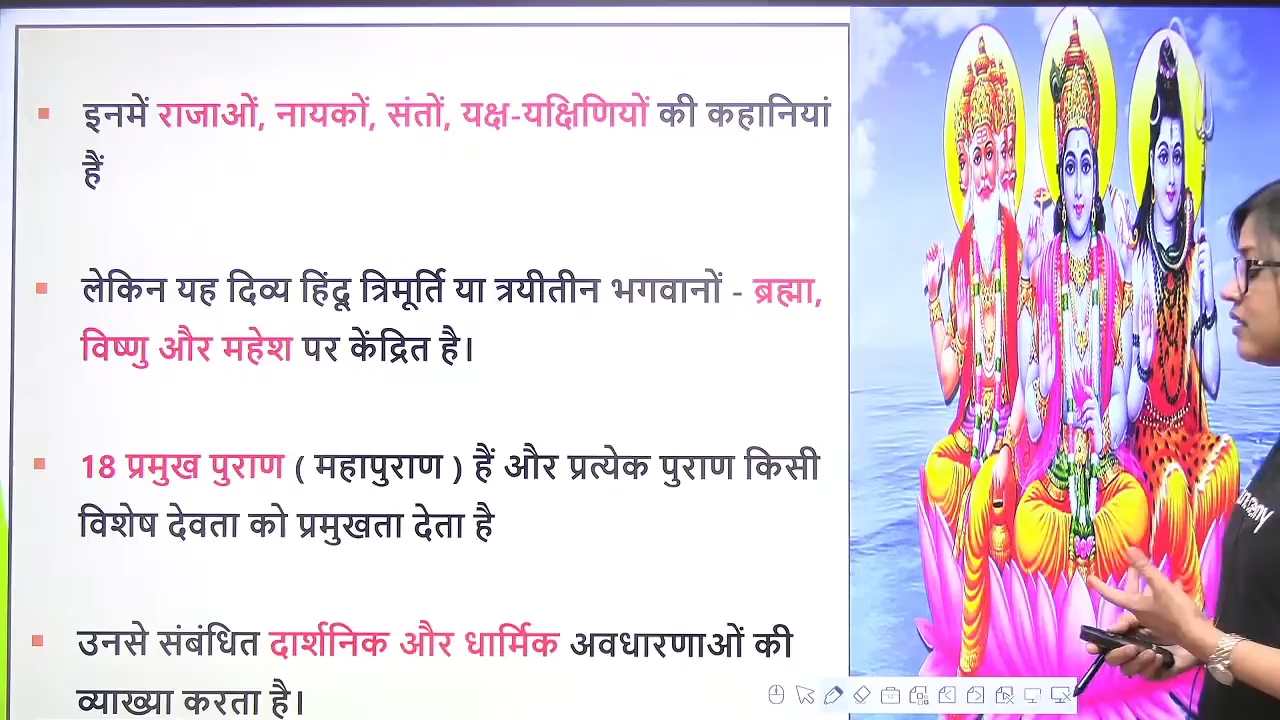 इनमें राजाओं, नायकों, संतों, यक्ष-यक्षिणियों की कहानियां
हैं
लेकिन यह दिव्य हिंदू त्रिमूर्ति या त्रयीतीन भगवानों - ब्रह्मा,
विष्णु और महेश पर केंद्रित है।
18 प्रमुख पुराण ( महापुराण ) हैं और प्रत्येक पुराण किसी
विशेष देवता को प्रमुखता देता है
उनसे संबंधित दार्शनिक और धार्मिक अवधारणाओं की
व्याख्या करता है।